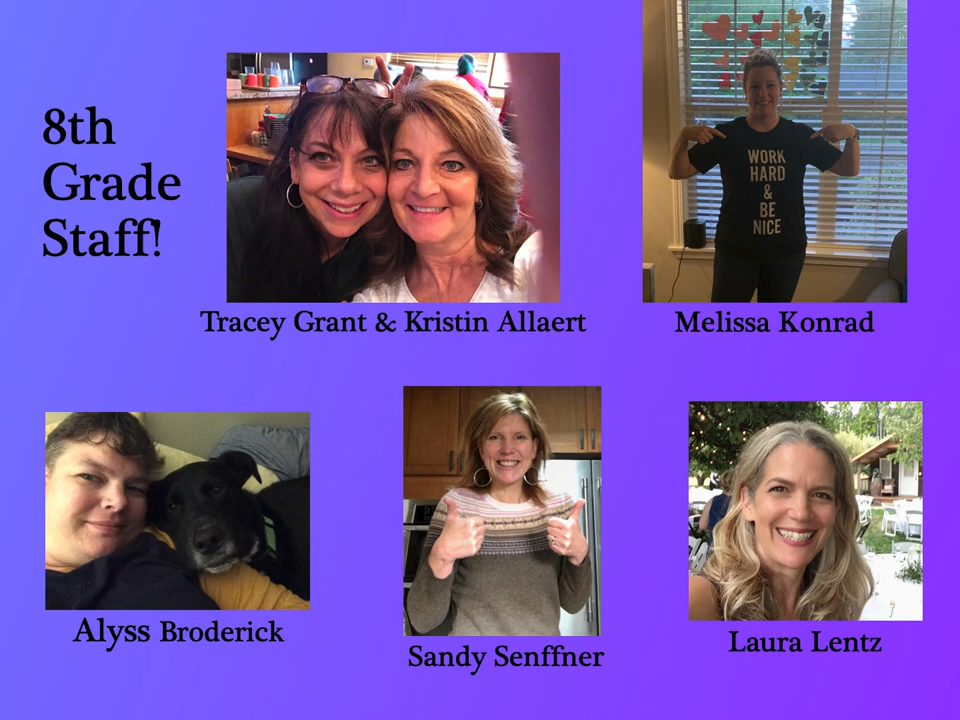 8th
Grade
Staff!
Tracey Grant & Kristin Allaert
WORK
HARD
&
BE
NICE
Melissa Konrad
Alyss Broderick
Sandy Senffner
Laura Lentz